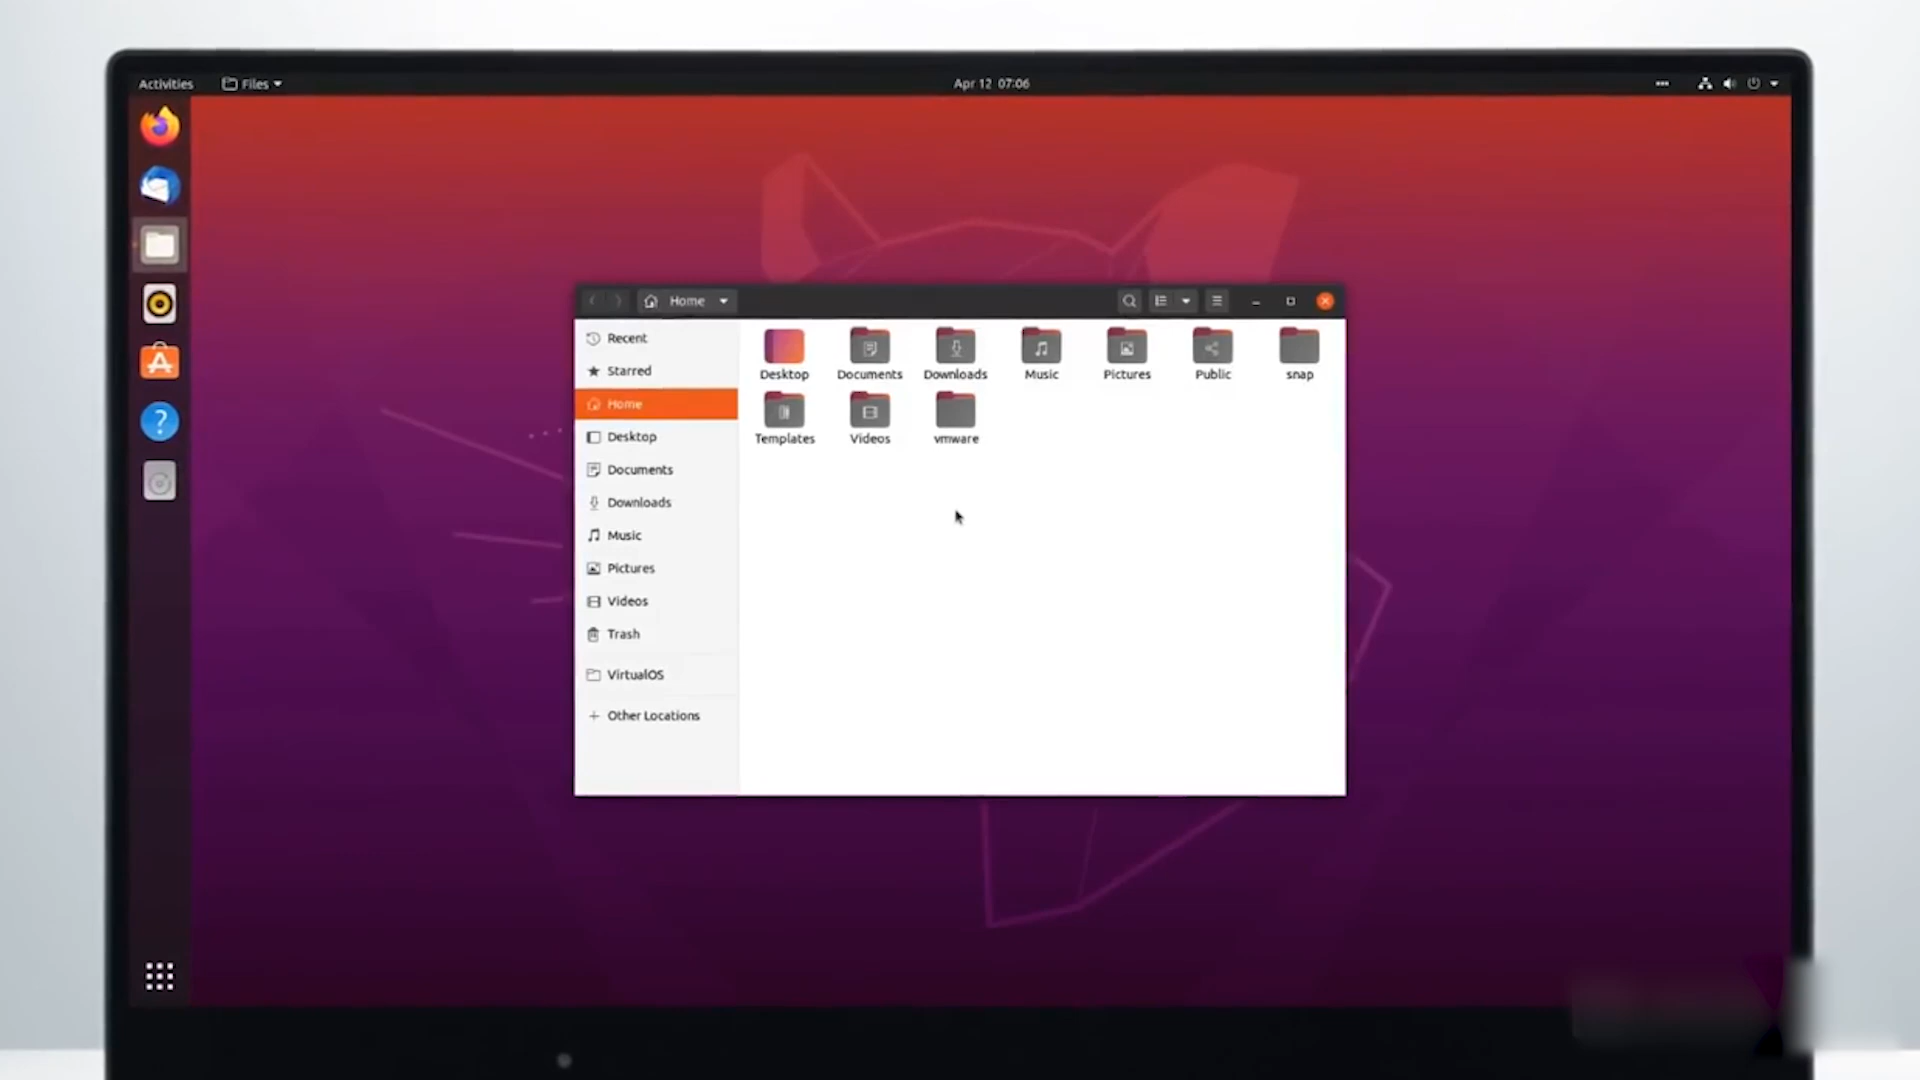 Activities Files Apr 12 07:06
Home
Recent
Starred
Home
Desktop
Documents
Downloads
Music
Pictures
Videos
Trash
VirtualOS
Other Locations
Desktop Documents Downloads Music Pictures Public snap
Templates Videos vmware